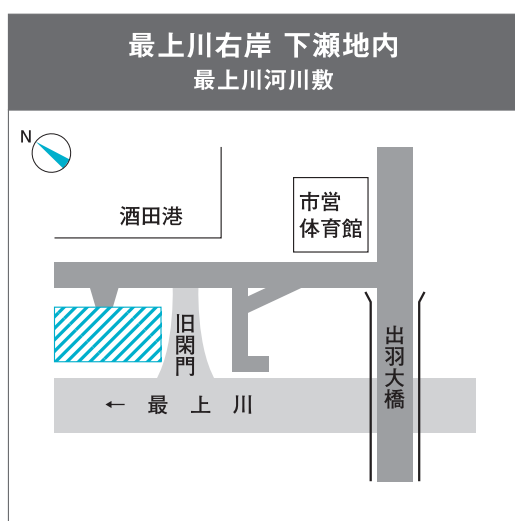 最上川右岸 下瀬地内
最上川河川敷
N
酒田港
市営
体育館
旧閘門
出羽大橋
← 最上川